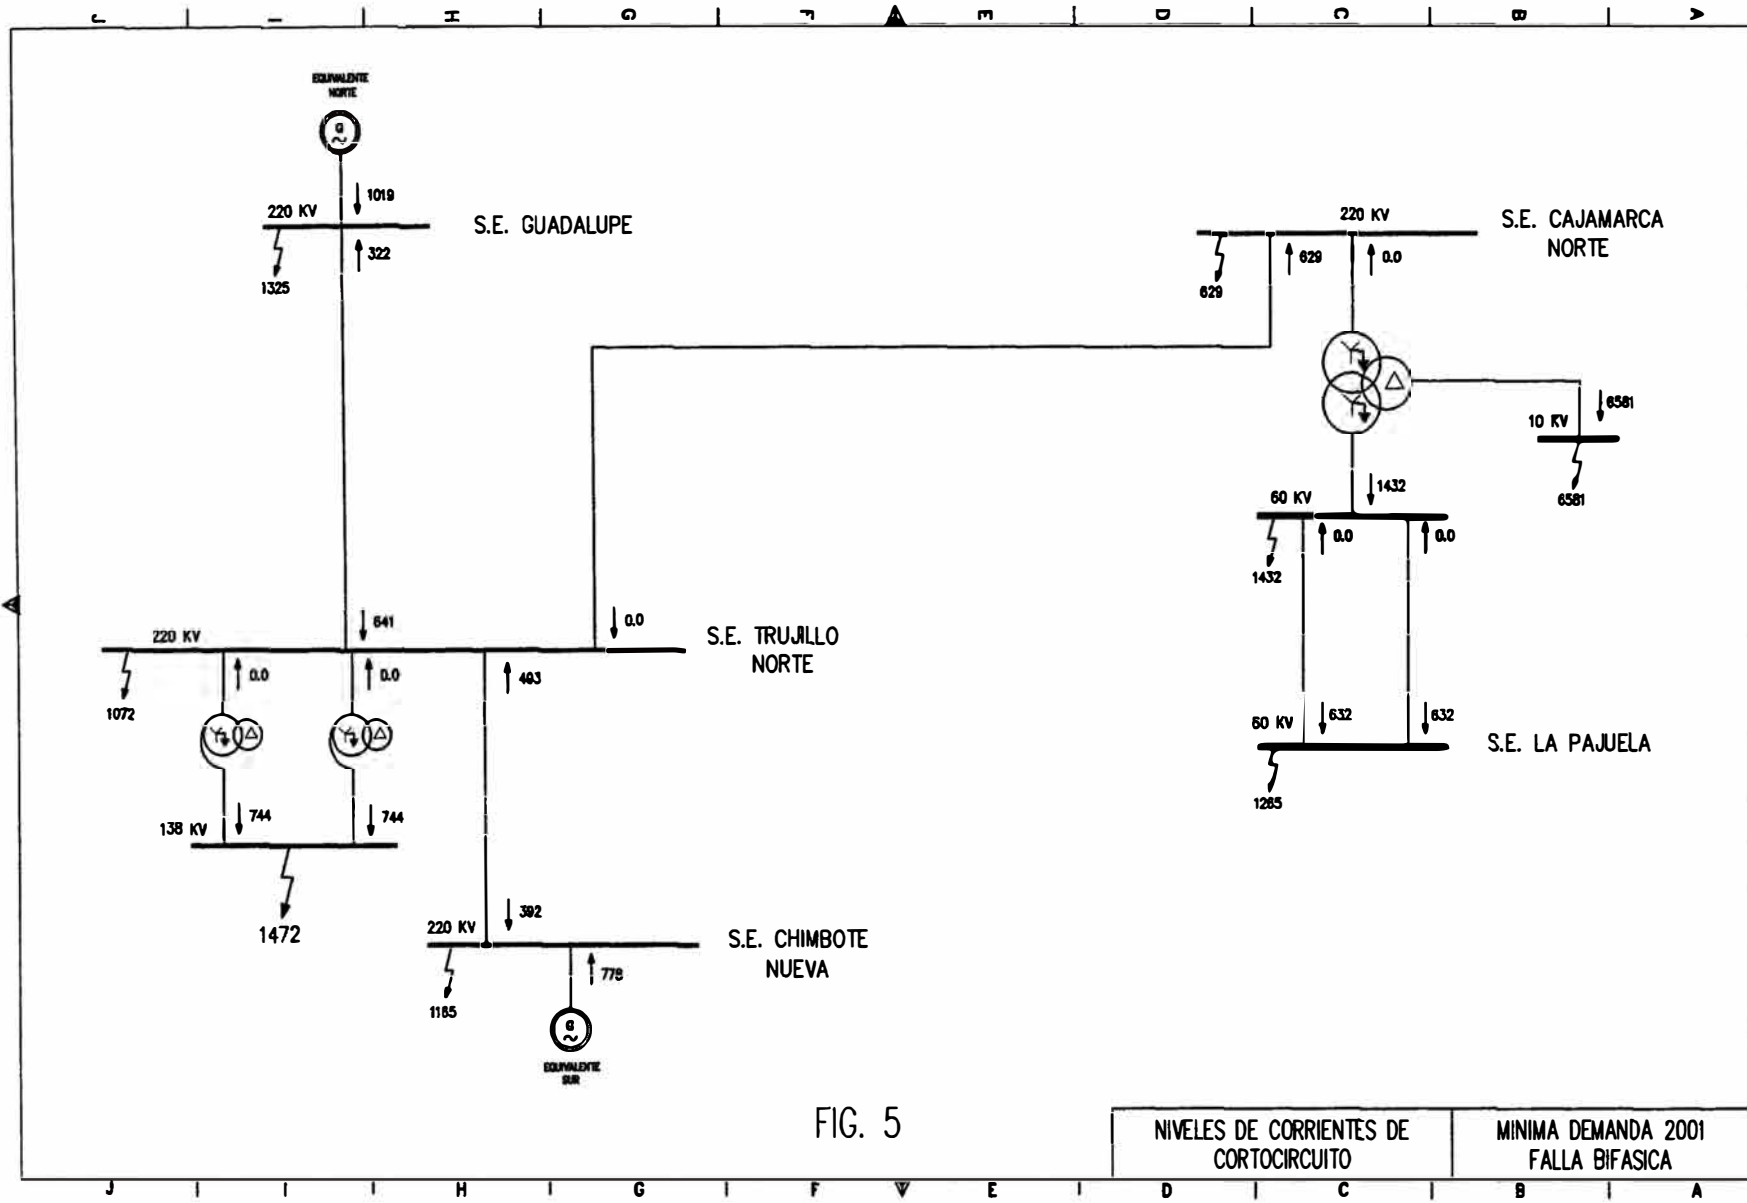 J I H G F E D C B A
EQUIVALENTE
NORTE
G
1019
220 KV
S.E. GUADALUPE
322
1325
220 KV
S.E. CAJAMARCA
NORTE
629
0.0
629
6581
10 KV
6581
1432
60 KV
0.0
0.0
1432
641
0.0
220 KV
S.E. TRUJILLO
NORTE
0.0
0.0
493
1072
632
632
60 KV
S.E. LA PAJUELA
1265
744
744
138 KV
1472
392
220 KV
S.E. CHIMBOTE
NUEVA
778
1165
G
EQUIVALENTE
SUR
FIG. 5
NIVELES DE CORRIENTES DE
CORTOCIRCUITO
MINIMA DEMANDA 2001
FALLA BIFASICA
J I H G F E D C B A